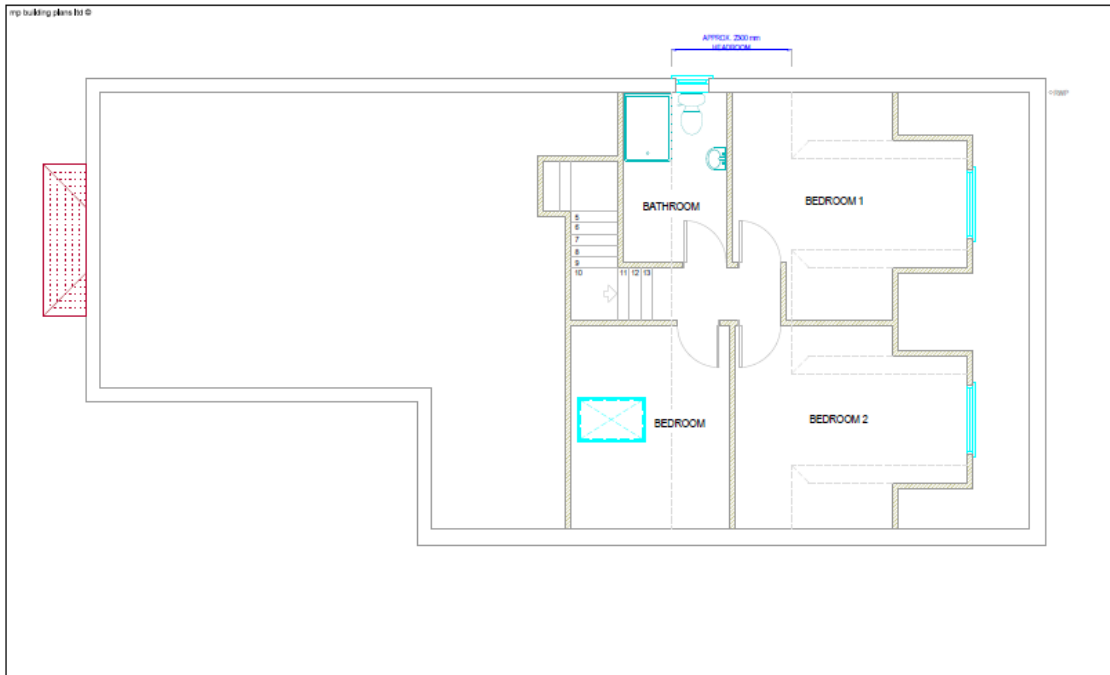 mp building plans ltd ©
APPROX. 2300 mm
HEADROOM
BATHROOM
BEDROOM 1
5
6
7
8
9
10 11 12 13
BEDROOM
BEDROOM 2